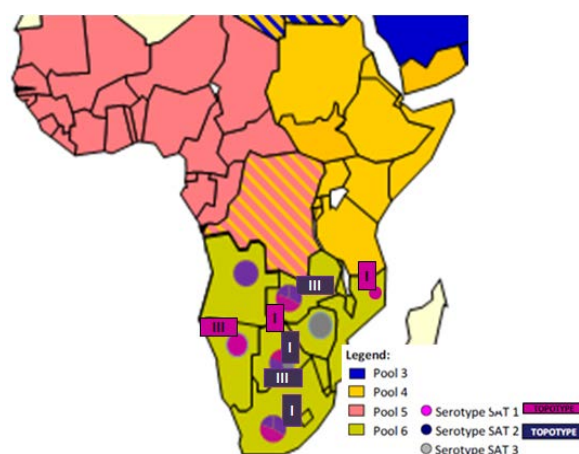 I
III
I
III
I
III
I
Legend:
Pool 3
Pool 4
Pool 5
Pool 6
Serotype SAT 1 TOPOTYPE
Serotype SAT 2 TOPOTYPE
Serotype SAT 3